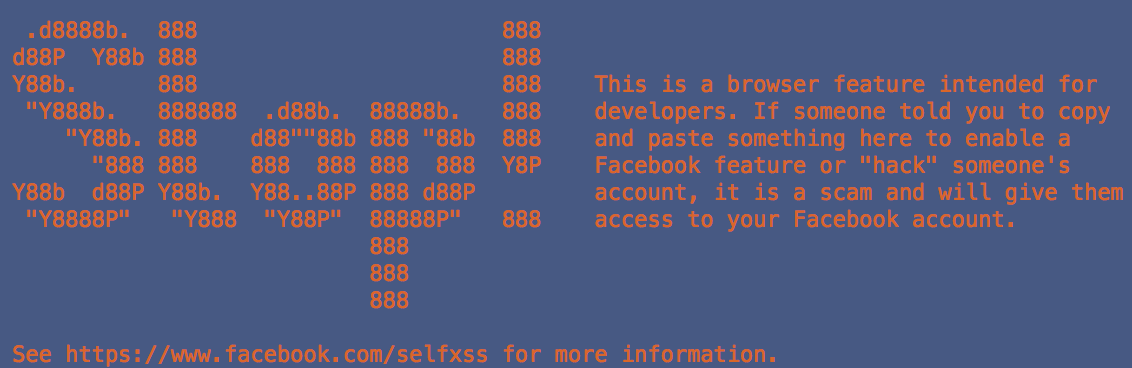 .d8888b.  888                       888
d88P  Y88b 888                       888
Y88b.      888                       888    This is a browser feature intended for
 "Y888b.   888888  .d88b.  88888b.   888    developers. If someone told you to copy
    "Y88b. 888    d88""88b 888 "88b  888    and paste something here to enable a
      "888 888    888  888 888  888  Y8P    Facebook feature or "hack" someone's
Y88b  d88P Y88b.  Y88..88P 888 d88P         account, it is a scam and will give them
 "Y8888P"   "Y888  "Y88P"  88888P"   888    access to your Facebook account.
                           888
                           888
                           888
See https://www.facebook.com/selfxss for more information.